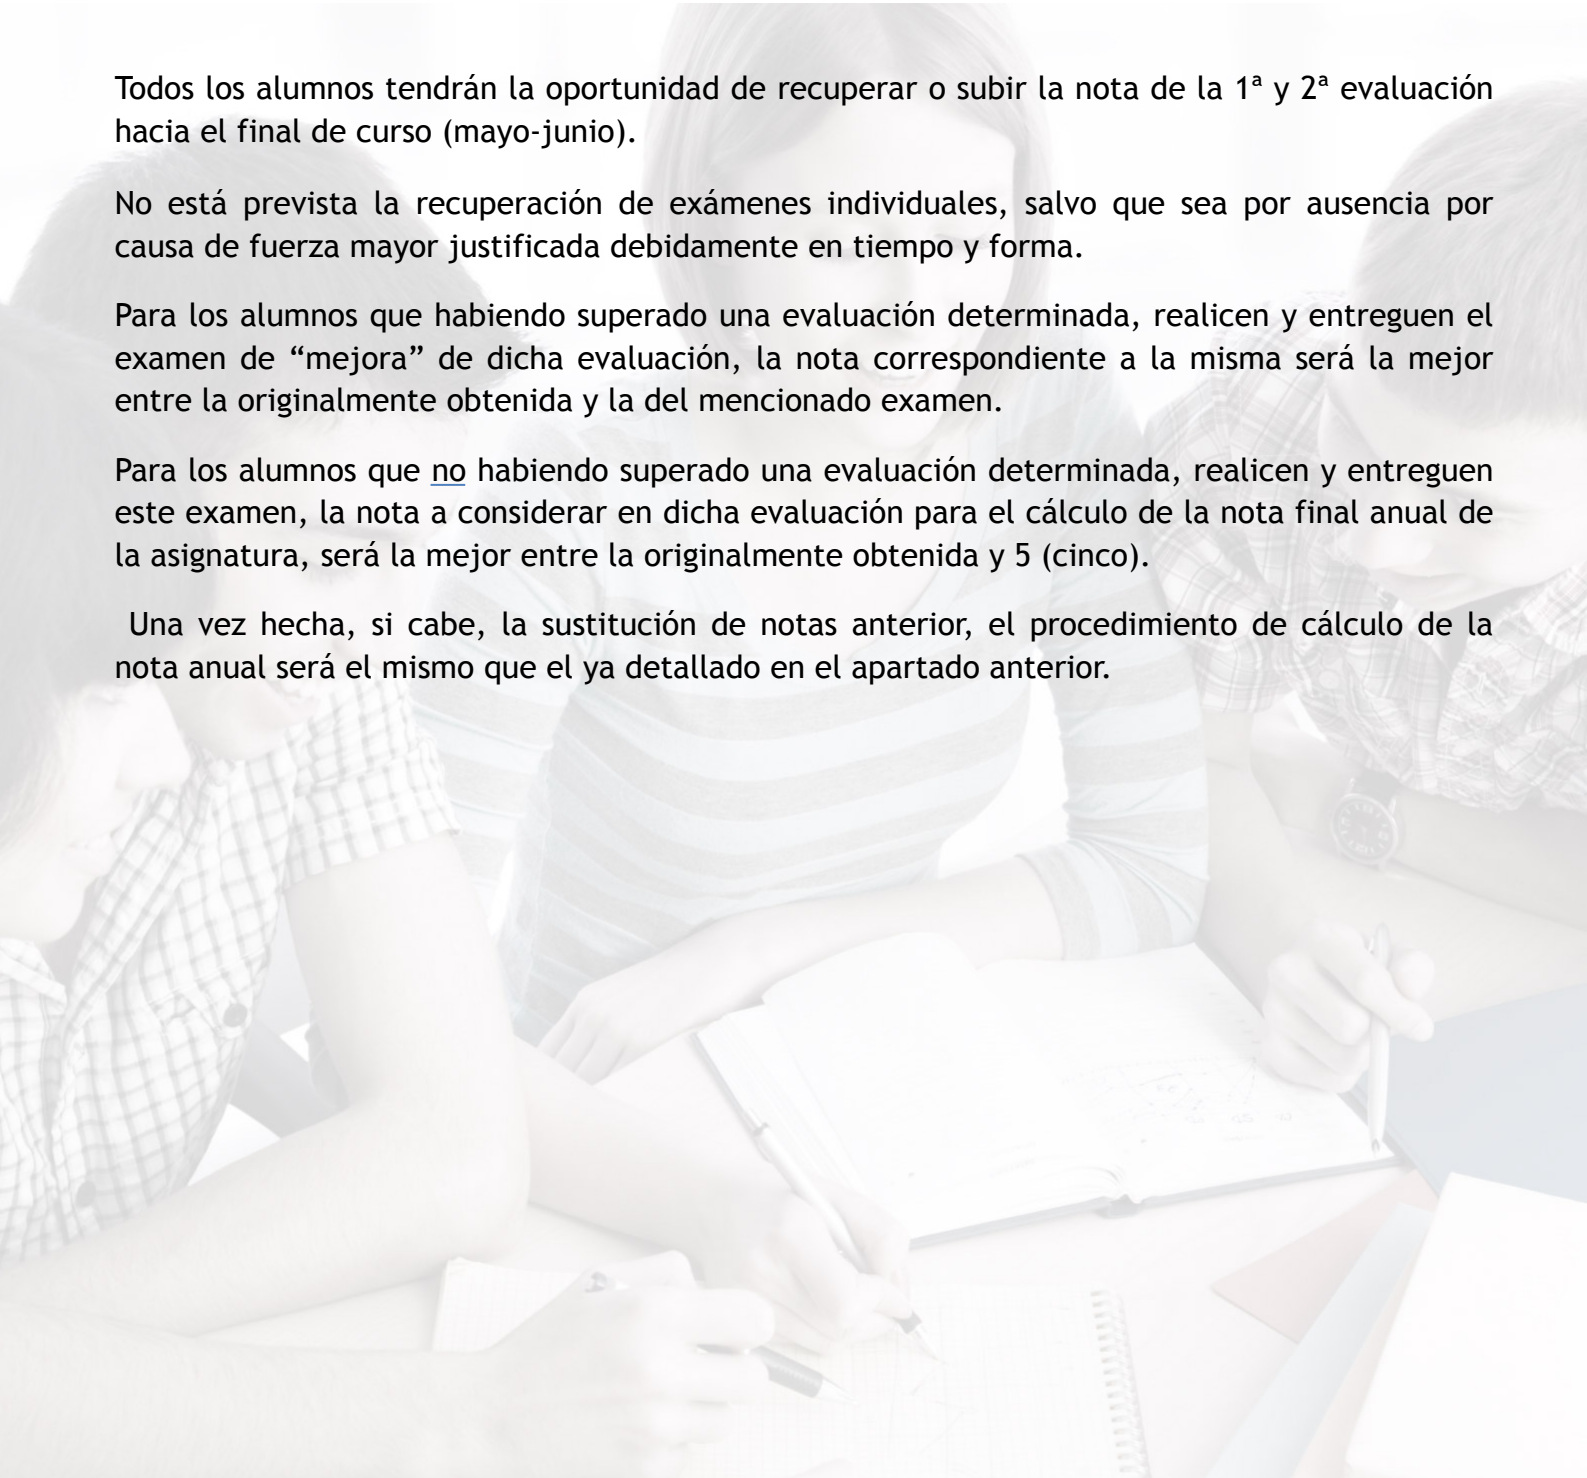 Todos los alumnos tendrán la oportunidad de recuperar o subir la nota de la 1ª y 2ª evaluación
hacia el final de curso (mayo-junio).
No está prevista la recuperación de exámenes individuales, salvo que sea por ausencia por
causa de fuerza mayor justificada debidamente en tiempo y forma.
Para los alumnos que habiendo superado una evaluación determinada, realicen y entreguen el
examen de “mejora” de dicha evaluación, la nota correspondiente a la misma será la mejor
entre la originalmente obtenida y la del mencionado examen.
Para los alumnos que no habiendo superado una evaluación determinada, realicen y entreguen
este examen, la nota a considerar en dicha evaluación para el cálculo de la nota final anual de
la asignatura, será la mejor entre la originalmente obtenida y 5 (cinco).
Una vez hecha, si cabe, la sustitución de notas anterior, el procedimiento de cálculo de la
nota anual será el mismo que el ya detallado en el apartado anterior.